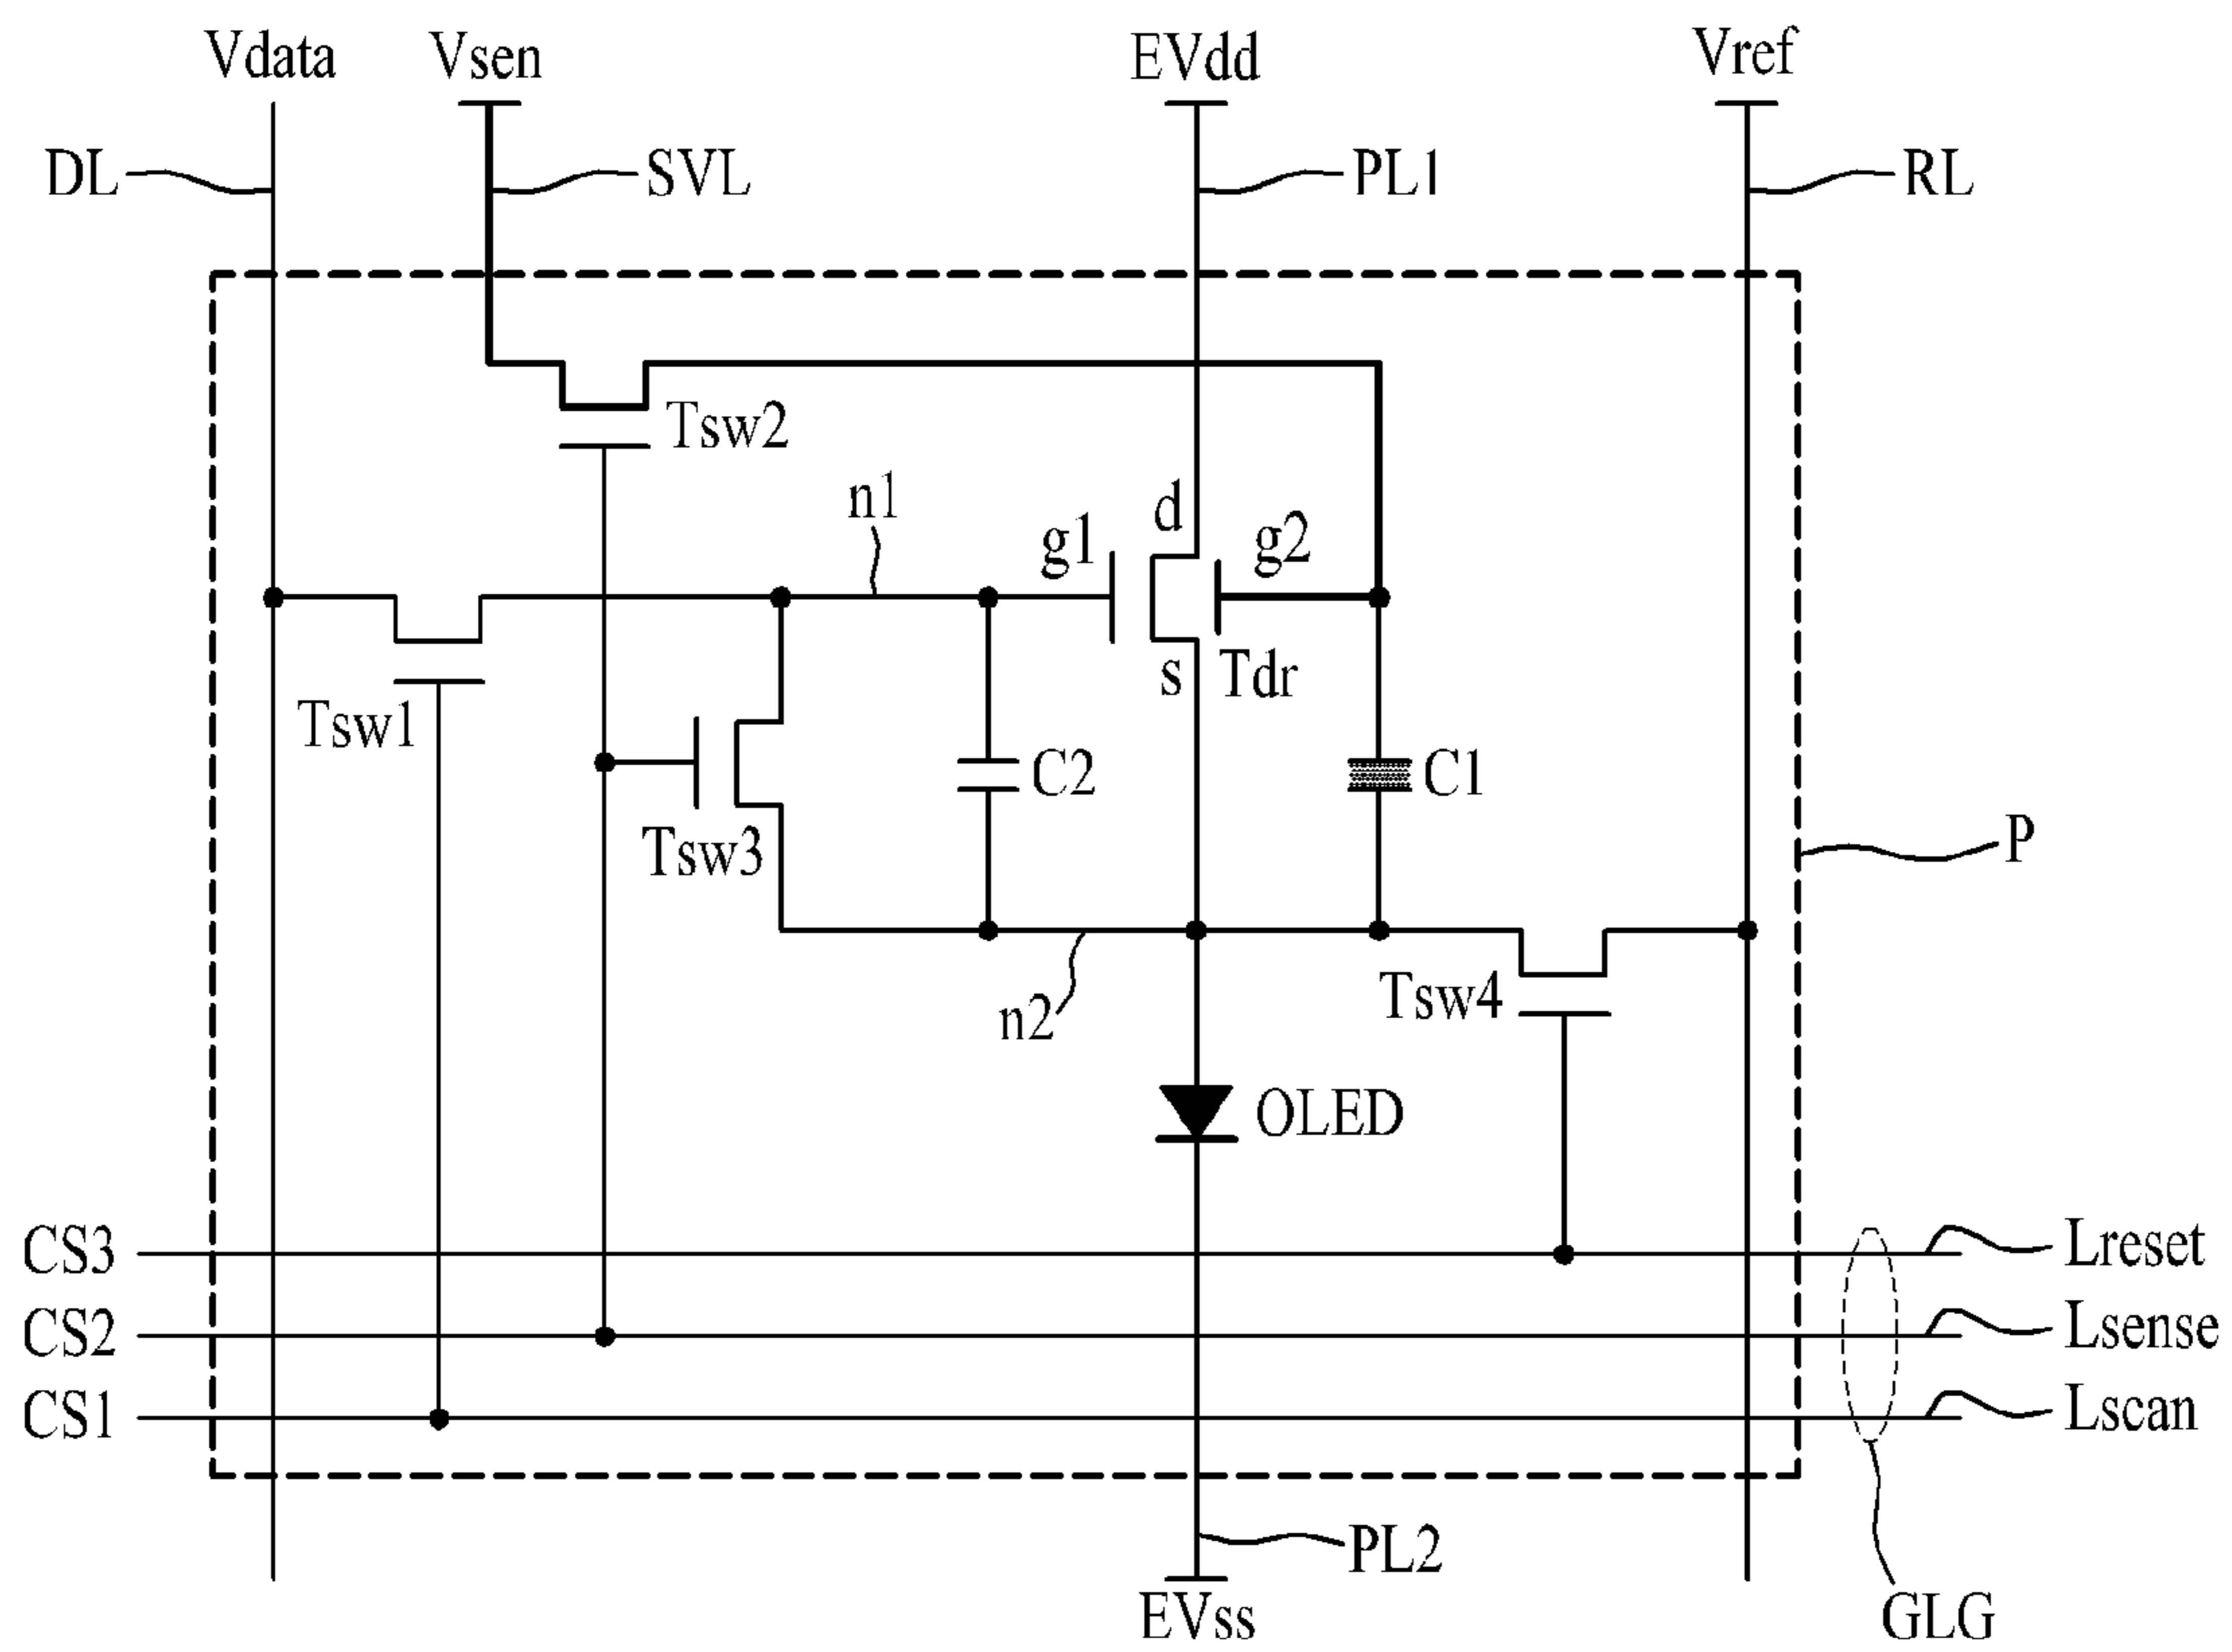 Vdata
Vsen
EVdd
Vref
DL
SVL
PL1
RL
Tsw2
n1
g1
d
g2
s
Tdr
Tsw1
C2
C1
Tsw3
P
Tsw4
n2
OLED
CS3
Lreset
CS2
Lsense
CS1
Lscan
PL2
EVss
GLG